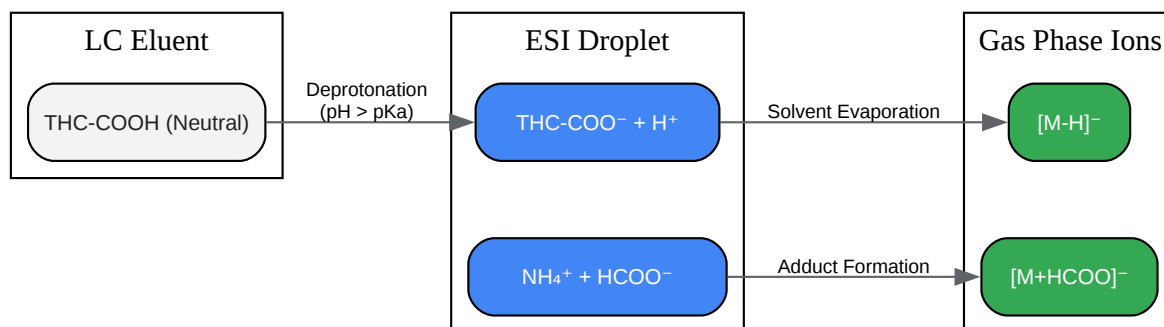 LC Eluent
ESI Droplet
Gas Phase Ions
THC-COOH (Neutral)
Deprotonation
(pH > pKa)
THC-COO⁻ + H⁺
Solvent Evaporation
[M-H]⁻
NH₄⁺ + HCOO⁻
Adduct Formation
[M+HCOO]⁻